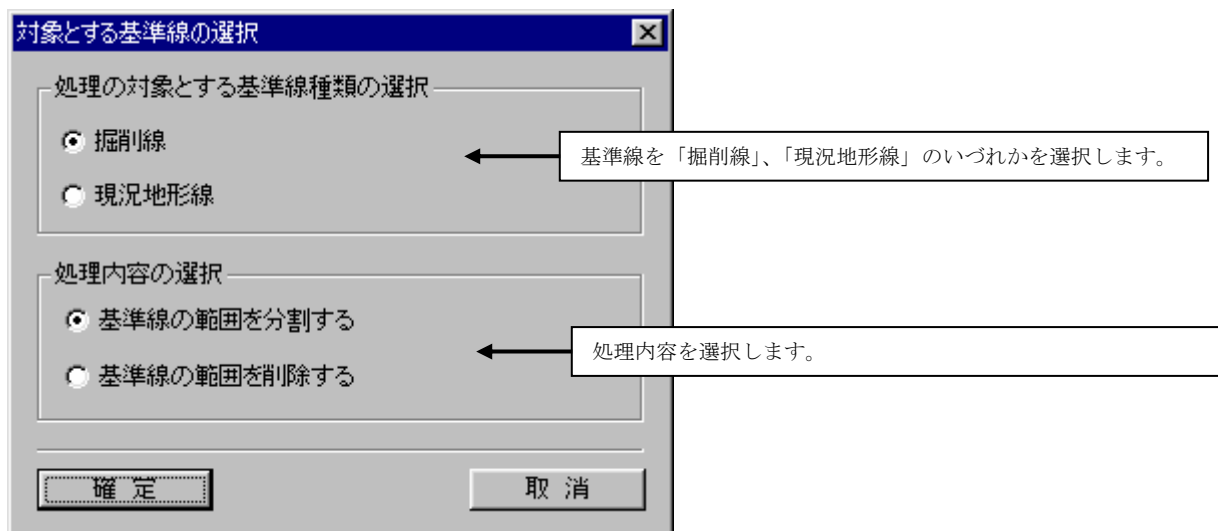 対象とする基準線の選択
処理の対象とする基準線種類の選択
掘削線
基準線を「掘削線」、「現況地形線」のいづれかを選択します。
現況地形線
処理内容の選択
基準線の範囲を分割する
処理内容を選択します。
基準線の範囲を削除する
確 定
取 消